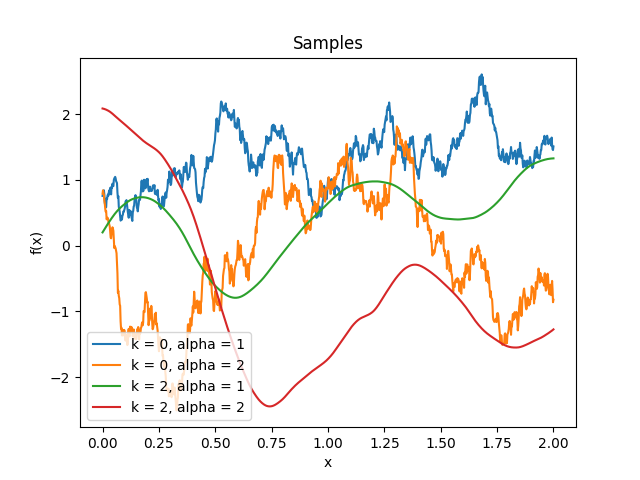 Samples
f(x)
2
1
0
−1
−2
k = 0, alpha = 1
k = 0, alpha = 2
k = 2, alpha = 1
k = 2, alpha = 2
0.00 0.25 0.50 0.75 1.00 1.25 1.50 1.75 2.00
x